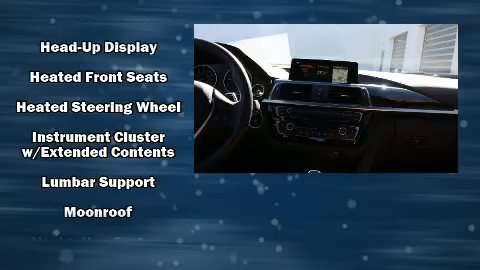 Head-Up Display
Heated Front Seats
Heated Steering Wheel
Instrument Cluster
w/Extended Contents
Lumbar Support
Moonroof